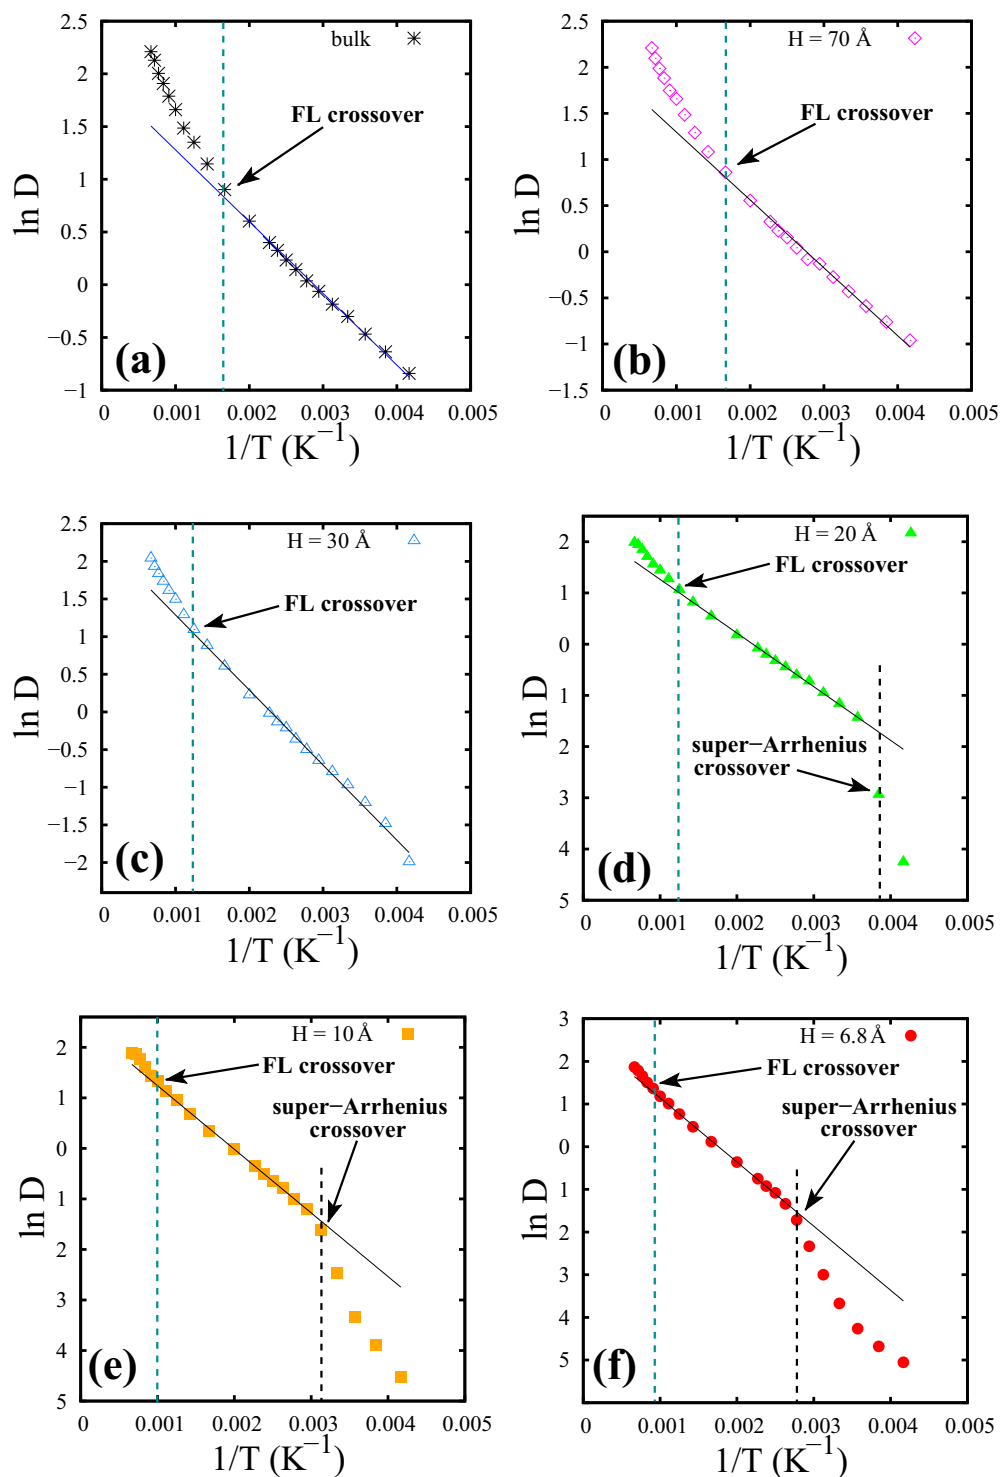 2.5
2
1.5
1
0.5
0
−0.5
−1
ln D
bulk
FL crossover
(a)
0 0.001 0.002 0.003 0.004 0.005
1/T (K⁻¹)
2.5
2
1.5
1
0.5
0
−0.5
−1
−1.5
ln D
H = 70 Å
FL crossover
(b)
0 0.001 0.002 0.003 0.004 0.005
1/T (K⁻¹)
2.5
2
1.5
1
0.5
0
−0.5
−1
−1.5
−2
ln D
H = 30 Å
FL crossover
(c)
0 0.001 0.002 0.003 0.004 0.005
1/T (K⁻¹)
2
1
0
1
2
3
4
5
ln D
H = 20 Å
FL crossover
super−Arrhenius
crossover
(d)
0 0.001 0.002 0.003 0.004 0.005
1/T (K⁻¹)
2
1
0
1
2
3
4
5
ln D
H = 10 Å
FL crossover
super−Arrhenius
crossover
(e)
0 0.001 0.002 0.003 0.004 0.005
1/T (K⁻¹)
3
2
1
0
1
2
3
4
5
ln D
H = 6.8 Å
FL crossover
super−Arrhenius
crossover
(f)
0 0.001 0.002 0.003 0.004 0.005
1/T (K⁻¹)